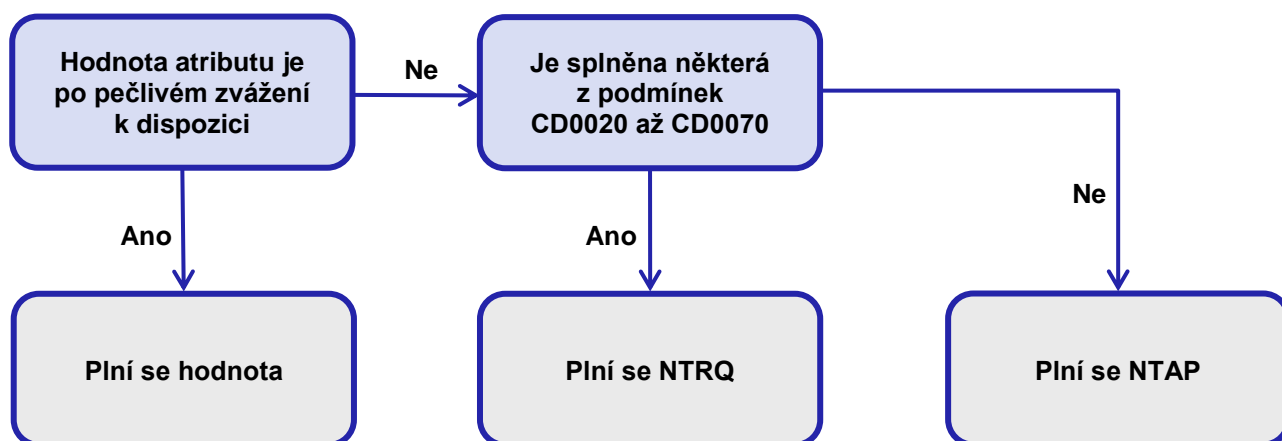 Hodnota atributu je
po pečlivém zvážení
k dispozici
Ne
Je splněna některá
z podmínek
CD0020 až CD0070
Ne
Ano
Ano
Plní se hodnota
Plní se NTRQ
Plní se NTAP